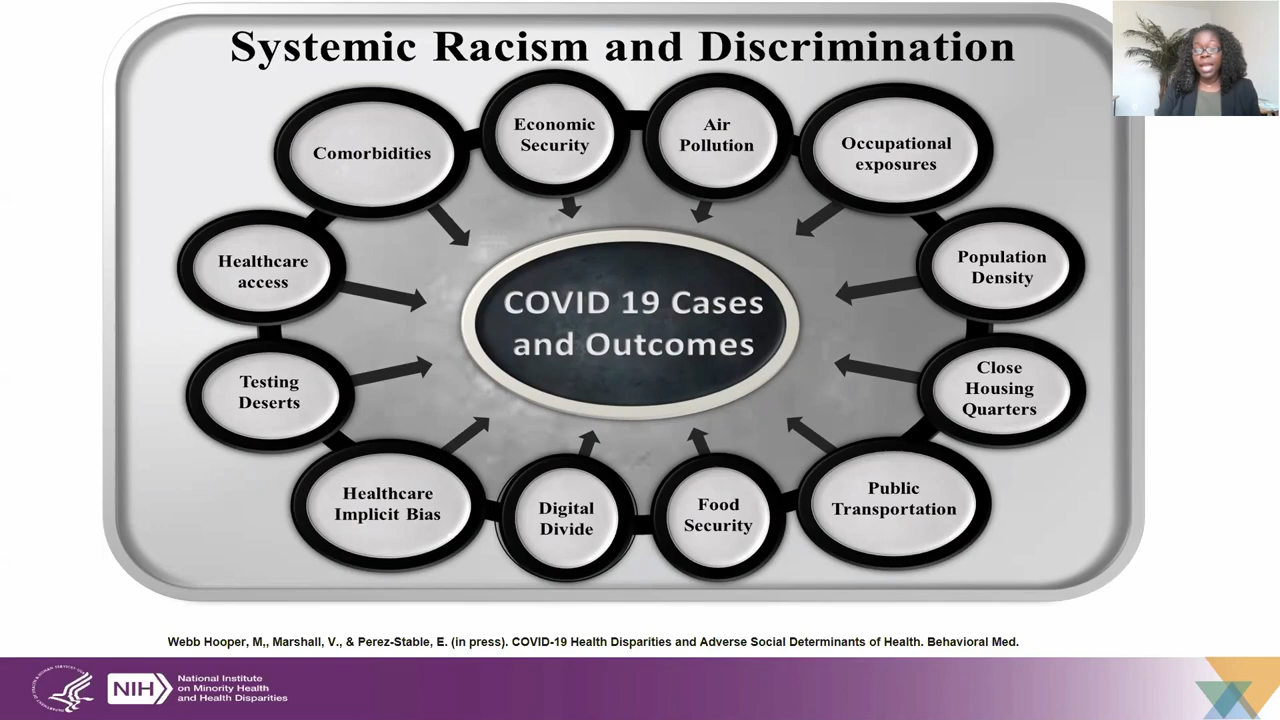 Systemic Racism and Discrimination
Comorbidities
Economic
Security
Air
Pollution
Occupational
exposures
Healthcare
access
Population
Density
COVID 19 Cases
and Outcomes
Testing
Deserts
Close
Housing
Quarters
Healthcare
Implicit Bias
Digital
Divide
Food
Security
Public
Transportation
Webb Hooper, M,, Marshall, V., & Perez-Stable, E. (in press). COVID-19 Health Disparities and Adverse Social Determinants of Health. Behavioral Med.
NIH
National Institute
on Minority Health
and Health Disparities